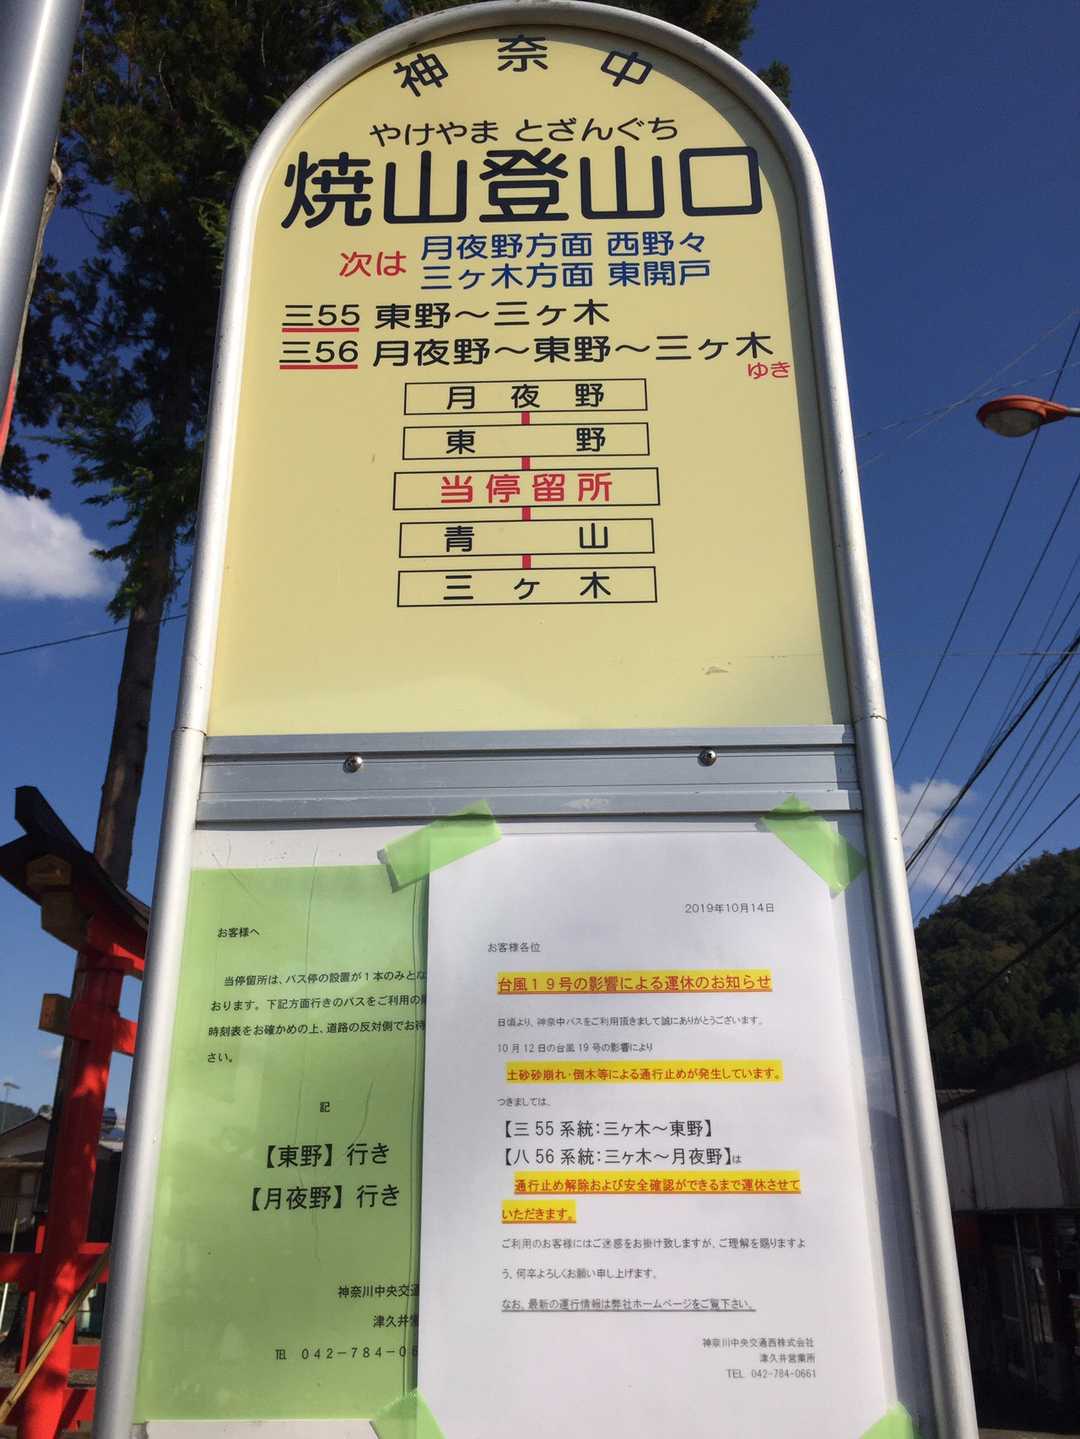 神奈中
やけやま とざんぐち
焼山登山口
次は 月夜野方面 西野々
三ヶ木方面 東開戸
三55 東野～三ヶ木
三56 月夜野～東野～三ヶ木
ゆき
月夜野
東野
当停留所
青山
三ヶ木
お客様へ
当停留所は、バス停の設置が1本のみとな
おります。下記方面行きのバスをご利用の
時刻表をお確かめの上、道路の反対側でお待
さい。
記
【東野】行き
【月夜野】行き
神奈川中央交通
津久井営
℡ 042－784－06
2019年10月14日
お客様各位
台風19号の影響による運休のお知らせ
日頃より、神奈中バスをご利用頂きまして誠にありがとうございます。
10月12日の台風19号の影響により
土砂砂崩れ・倒木等による通行止めが発生しています。
つきましては、
【三55系統：三ヶ木～東野】
【八56系統：三ヶ木～月夜野】は
通行止め解除および安全確認ができるまで運休させて
いただきます。
ご利用のお客様にはご迷惑をお掛け致しますが、ご理解を賜りますよ
う、何卒よろしくお願い申し上げます。
なお、最新の運行情報は弊社ホームページをご覧下さい。
神奈川中央交通西株式会社
津久井営業所
TEL 042-784-0661